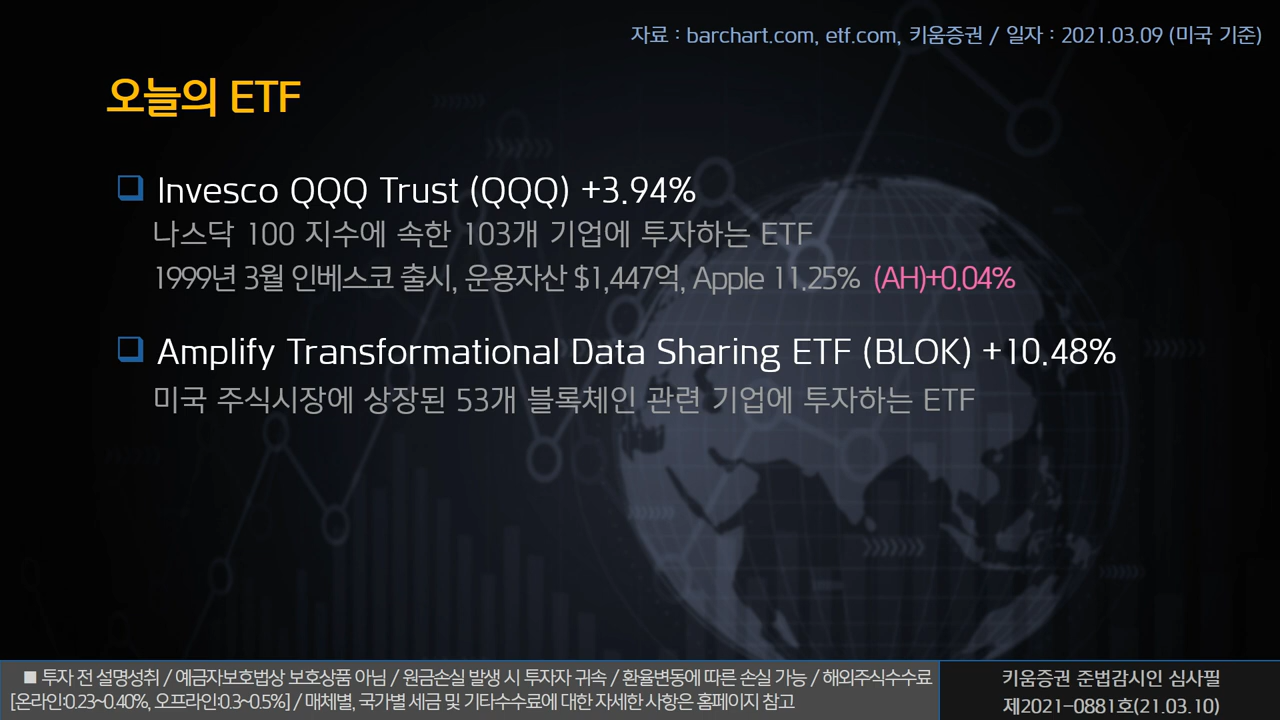 자료 : barchart.com, etf.com, 키움증권 / 일자 : 2021.03.09 (미국 기준)
오늘의 ETF
❑ Invesco QQQ Trust (QQQ) +3.94%
나스닥 100 지수에 속한 103개 기업에 투자하는 ETF
1999년 3월 인베스코 출시, 운용자산 $1,447억, Apple 11.25% (AH)+0.04%
❑ Amplify Transformational Data Sharing ETF (BLOK) +10.48%
미국 주식시장에 상장된 53개 블록체인 관련 기업에 투자하는 ETF
■ 투자 전 설명청취 / 예금자보호법상 보호상품 아님 / 원금손실 발생 시 투자자 귀속 / 환율변동에 따른 손실 가능 / 해외주식수수료
[온라인:0.23~0.40%, 오프라인:0.3~0.5%] / 매체별, 국가별 세금 및 기타수수료에 대한 자세한 사항은 홈페이지 참고
키움증권 준법감시인 심사필
제2021-0881호(21.03.10)